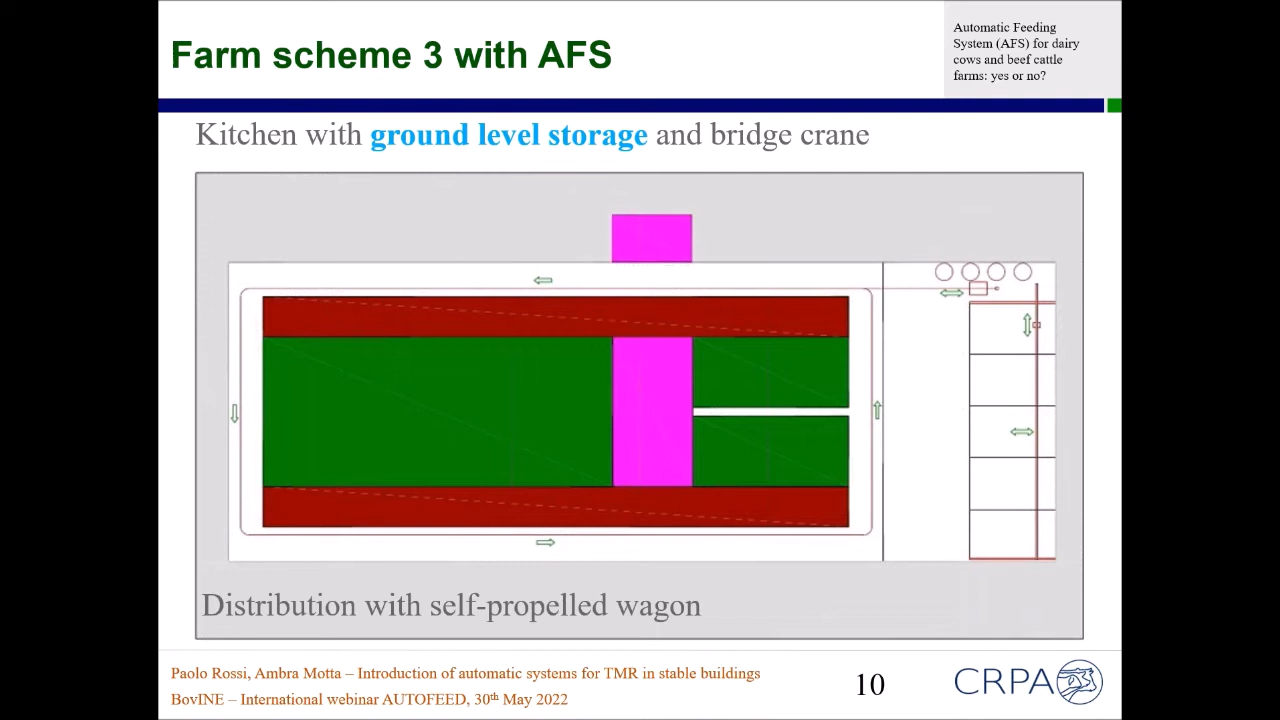 Farm scheme 3 with AFS
Automatic Feeding
System (AFS) for dairy
cows and beef cattle
farms: yes or no?
Kitchen with ground level storage and bridge crane
Distribution with self-propelled wagon
Paolo Rossi, Ambra Motta – Introduction of automatic systems for TMR in stable buildings
BovINE – International webinar AUTOFEED, 30th May 2022
10
CRPA